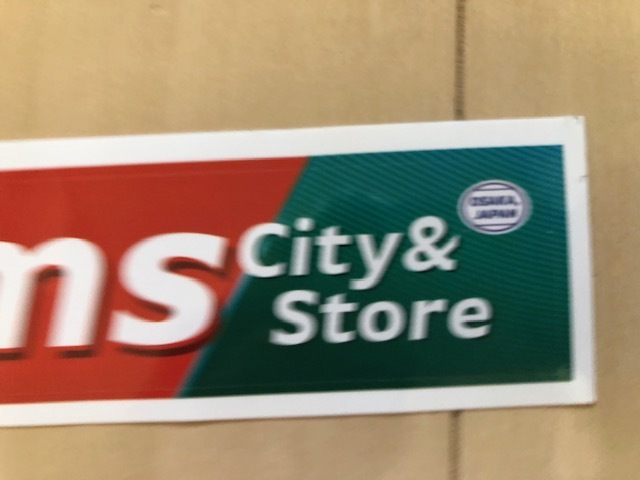 ms City&
Store
OSAKA,
JAPAN